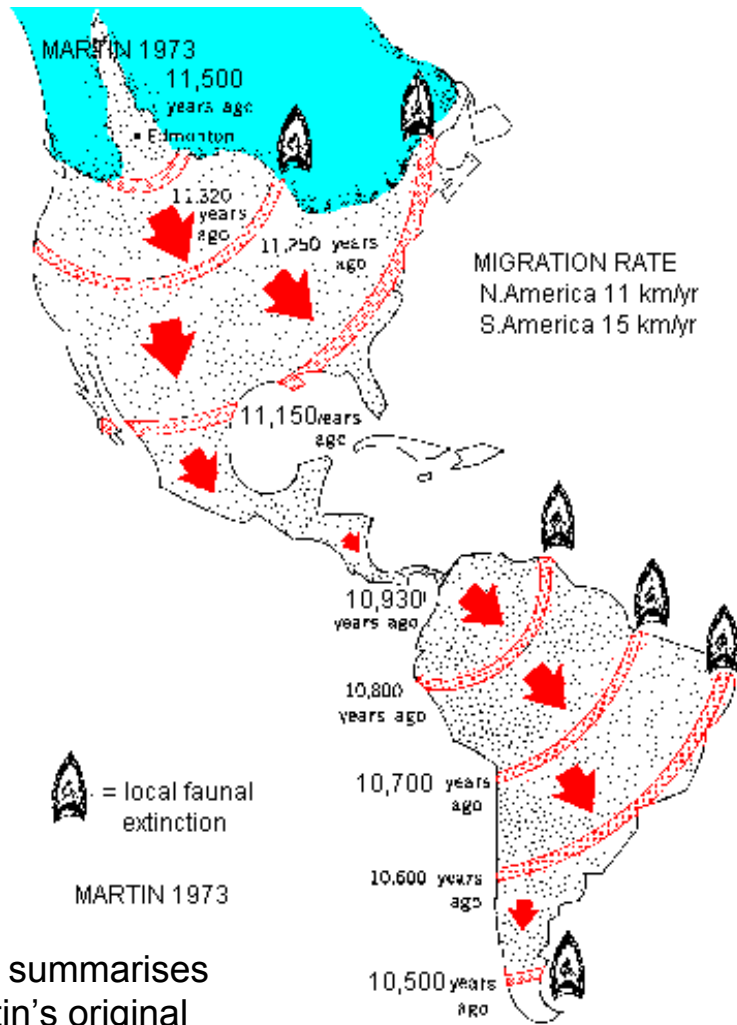 MARTIN 1973
11,500
years ago
• Edmonton
11,320
years
ago
11,250 years
ago
MIGRATION RATE
N.America 11 km/yr
S.America 15 km/yr
11,150 years
ago
10,930
years ago
10,800
years ago
10,700 years
ago
= local faunal
extinction
10,600 years
ago
MARTIN 1973
10,500 years
ago
summarises
tin's original